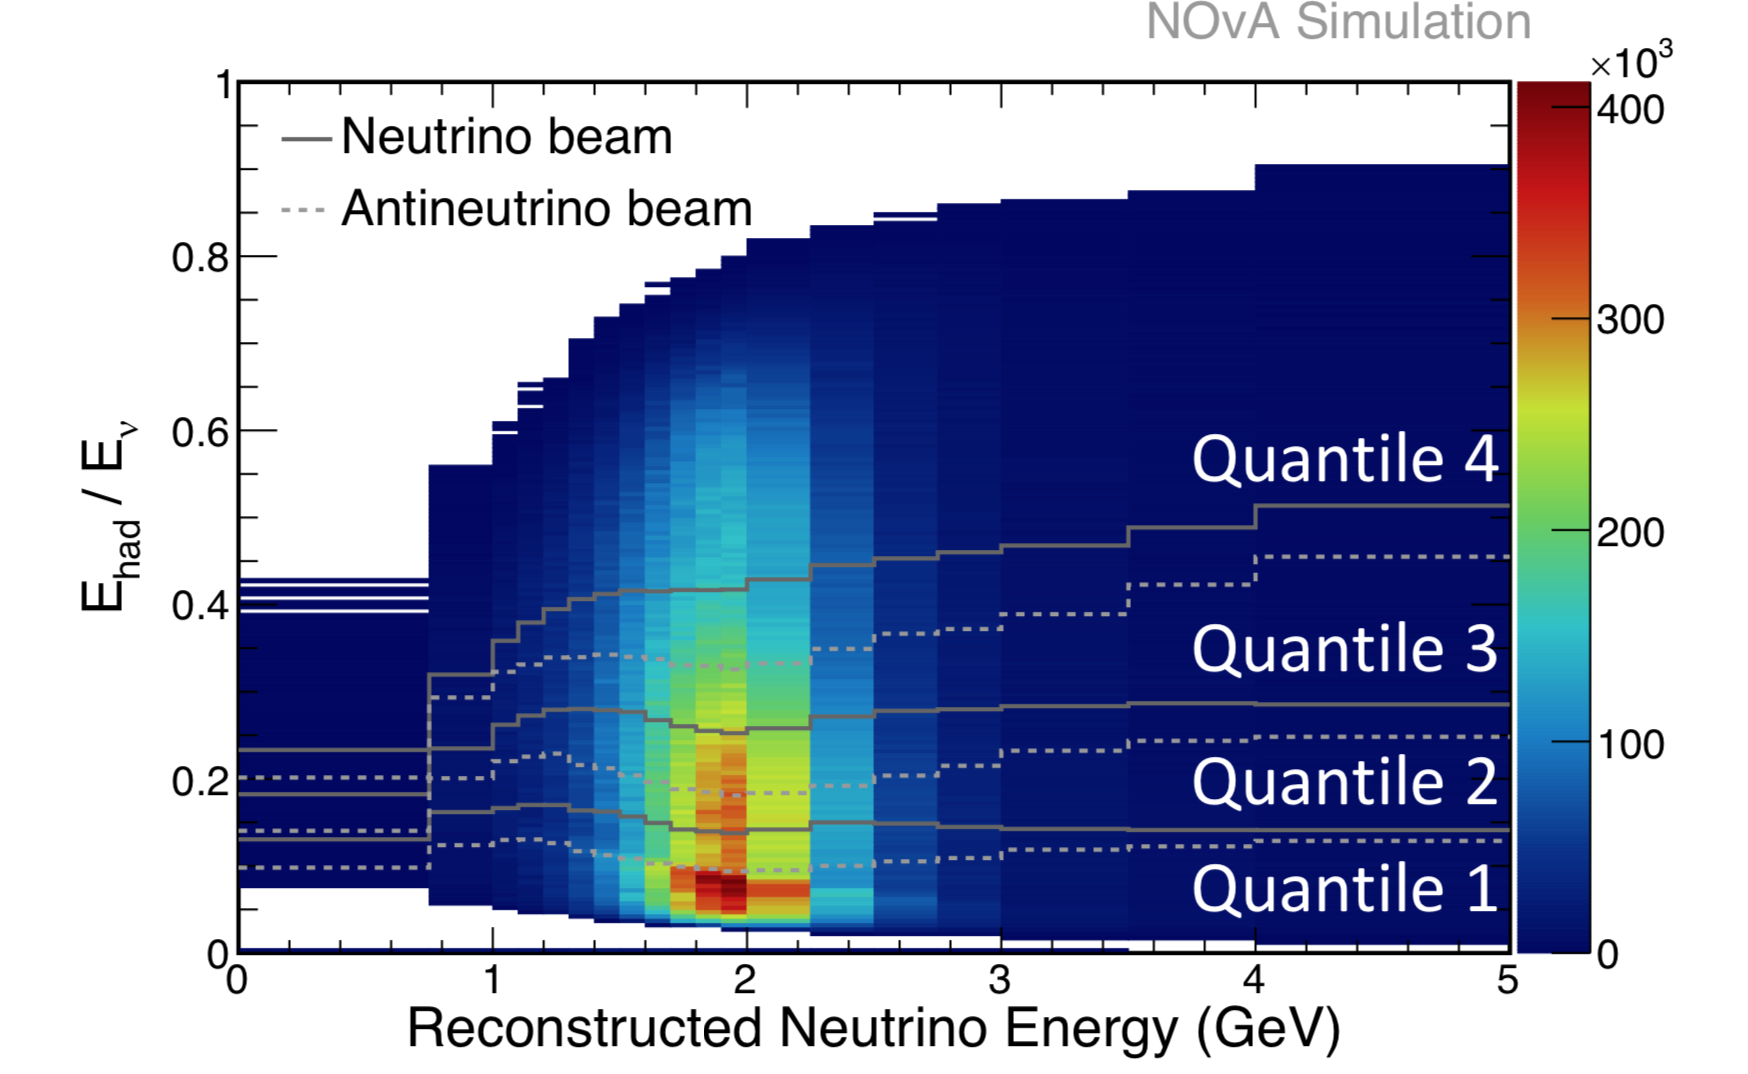 NOvA Simulation
×10³
1
Neutrino beam
Antineutrino beam
0.8
0.6
0.4
0.2
0
E_had / E_ν
Quantile 4
Quantile 3
Quantile 2
Quantile 1
400
300
200
100
0
0 1 2 3 4 5
Reconstructed Neutrino Energy (GeV)